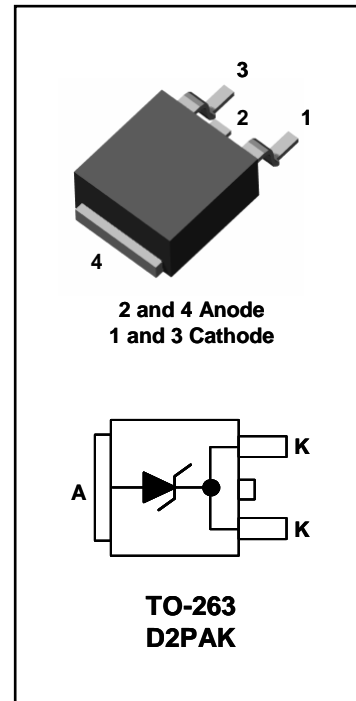 3
2
1
4
2 and 4 Anode
1 and 3 Cathode
K
A
K
TO-263
D2PAK